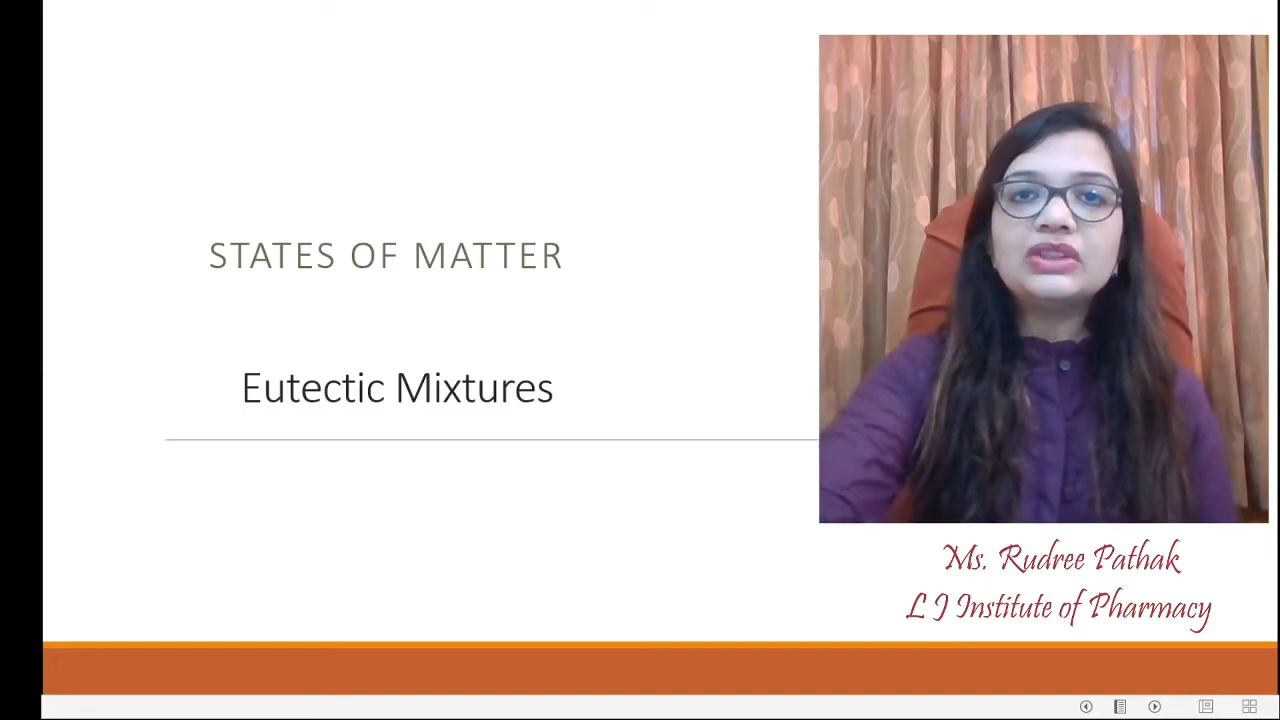 STATES OF MATTER
Eutectic Mixtures
Ms. Rudree Pathak
L J Institute of Pharmacy